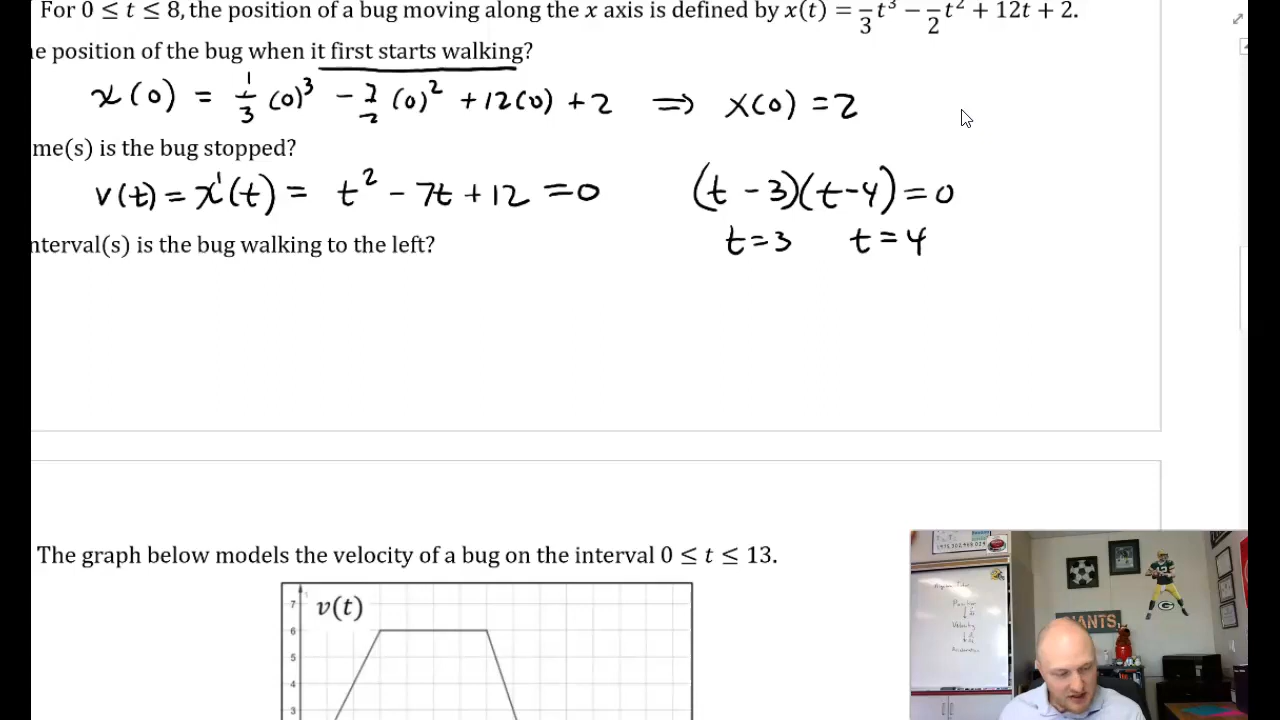 For 0 ≤ t ≤ 8, the position of a bug moving along the x axis is defined by x(t) = 1/3 t³ − 7/2 t² + 12t + 2.
e position of the bug when it first starts walking?
x(0) = 1/3 (0)³ − 7/2 (0)² + 12(0) + 2 ⇒ x(0) = 2
me(s) is the bug stopped?
v(t) = x'(t) = t² − 7t + 12 = 0 (t − 3)(t − 4) = 0
t = 3 t = 4
nterval(s) is the bug walking to the left?
The graph below models the velocity of a bug on the interval 0 ≤ t ≤ 13.
v(t)
7
6
5
4
3
Position
Velocity
Acceleration
GIANTS
G